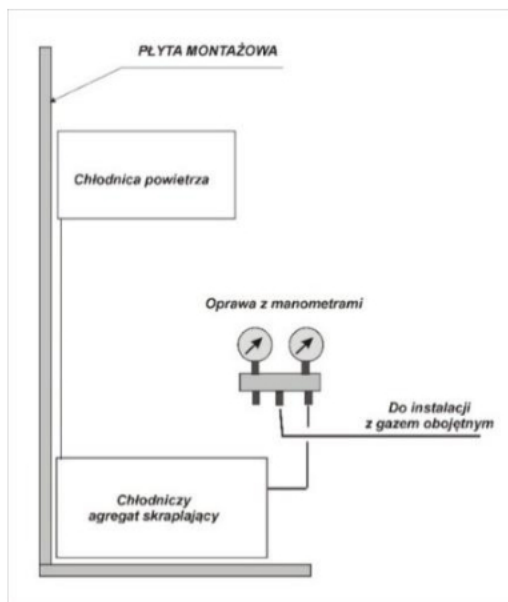 PŁYTA MONTAŻOWA
Chłodnica powietrza
Oprawa z manometrami
Do instalacji
z gazem obojętnym
Chłodniczy
agregat skraplający